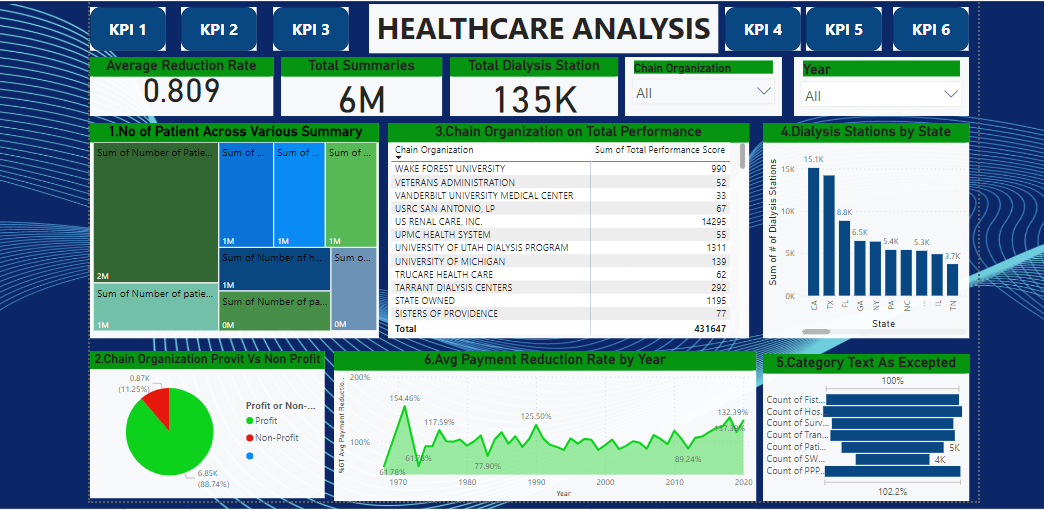 KPI 1
KPI 2
KPI 3
HEALTHCARE ANALYSIS
KPI 4
KPI 5
KPI 6
Average Reduction Rate
0.809
Total Summaries
6M
Total Dialysis Station
135K
Chain Organization
All
Year
All
1.No of Patient Across Various Summary
Sum of Number of Patie...
2M
Sum of Number of patie...
1M
Sum of ...
1M
Sum of ...
1M
Sum of ...
1M
Sum of Number of h...
1M
Sum of Number of pa...
0M
Sum o...
0M
3.Chain Organization on Total Performance
Chain Organization Sum of Total Performance Score
WAKE FOREST UNIVERSITY 990
VETERANS ADMINISTRATION 52
VANDERBILT UNIVERSITY MEDICAL CENTER 33
USRC SAN ANTONIO, LP 67
US RENAL CARE, INC. 14295
UPMC HEALTH SYSTEM 55
UNIVERSITY OF UTAH DIALYSIS PROGRAM 1311
UNIVERSITY OF MICHIGAN 139
TRUCARE HEALTH CARE 62
TARRANT DIALYSIS CENTERS 292
STATE OWNED 1195
SISTERS OF PROVIDENCE 77
Total 431647
4.Dialysis Stations by State
Sum of # of Dialysis Stations
15K
10K
5K
0K
15.1K
8.8K
6.5K
5.4K
5.3K
3.7K
CA
TX
FL
GA
NY
PA
NC
...
IL
TN
State
2.Chain Organization Provit Vs Non Profit
0.87K
(11.25%)
6.85K
(88.74%)
Profit or Non-...
Profit
Non-Profit
6.Avg Payment Reduction Rate by Year
%GT Avg Payment Reductio...
200%
100%
154.46%
117.59%
125.50%
132.39%
61.78%
77.90%
89.24%
1970
1980
1990
2000
2010
2020
Year
5.Category Text As Excepted
100%
Count of Fist...
Count of Hos...
Count of Surv...
Count of Tran...
Count of Pati... 5K
Count of SW... 4K
Count of PPP...
102.2%